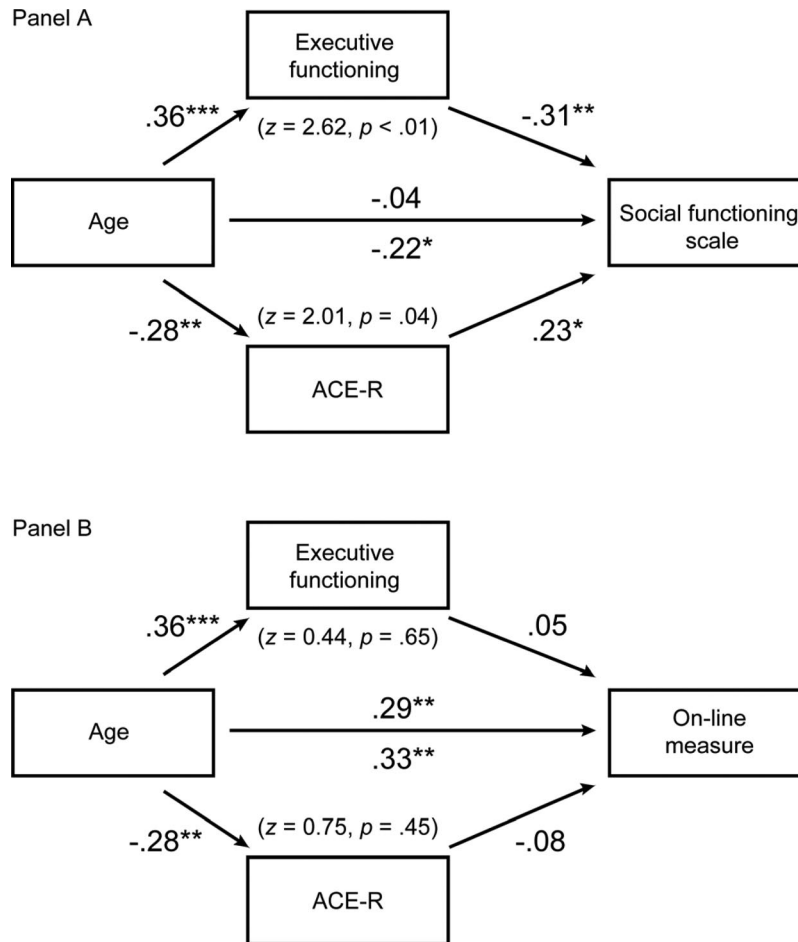 Panel A
Executive
functioning
.36***
-.31**
(z = 2.62, p < .01)
Age
-.04
-.22*
Social functioning
scale
-.28**
(z = 2.01, p = .04)
.23*
ACE-R
Panel B
Executive
functioning
.36***
.05
(z = 0.44, p = .65)
Age
.29**
.33**
On-line
measure
-.28**
(z = 0.75, p = .45)
-.08
ACE-R